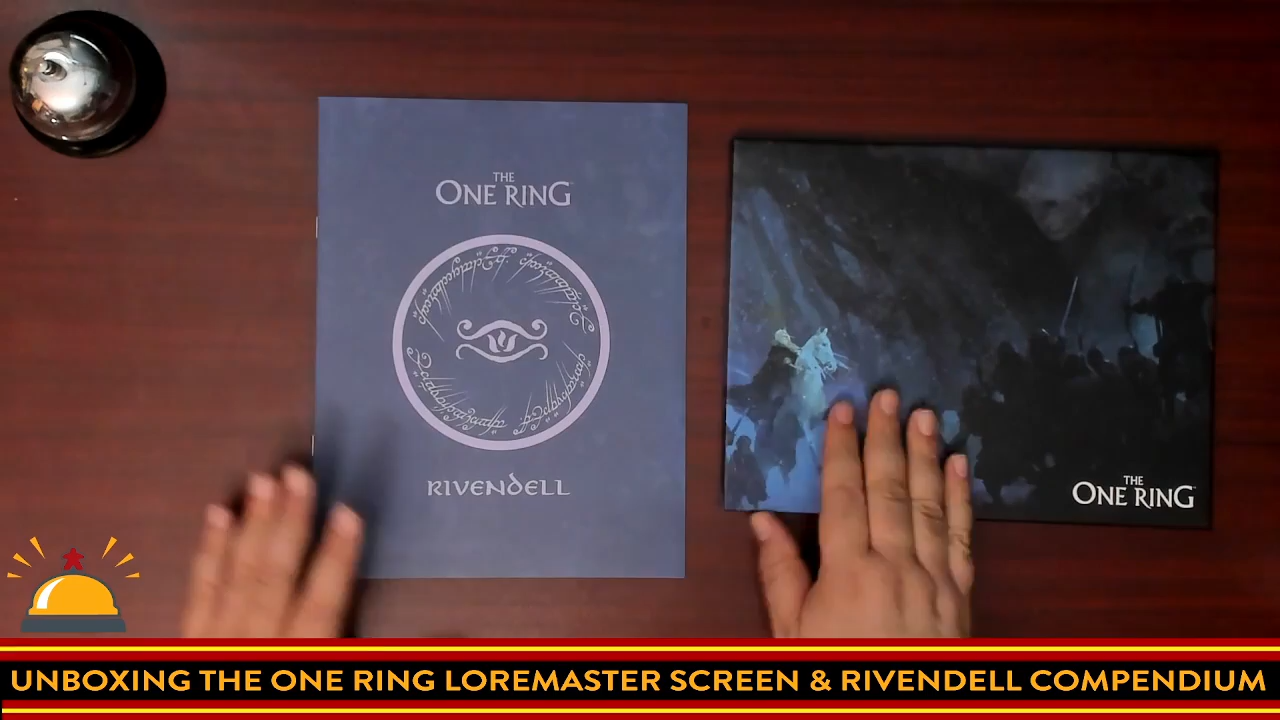 THE
ONE RING
RIVENDELL
THE
ONE RING
UNBOXING THE ONE RING LOREMASTER SCREEN & RIVENDELL COMPENDIUM